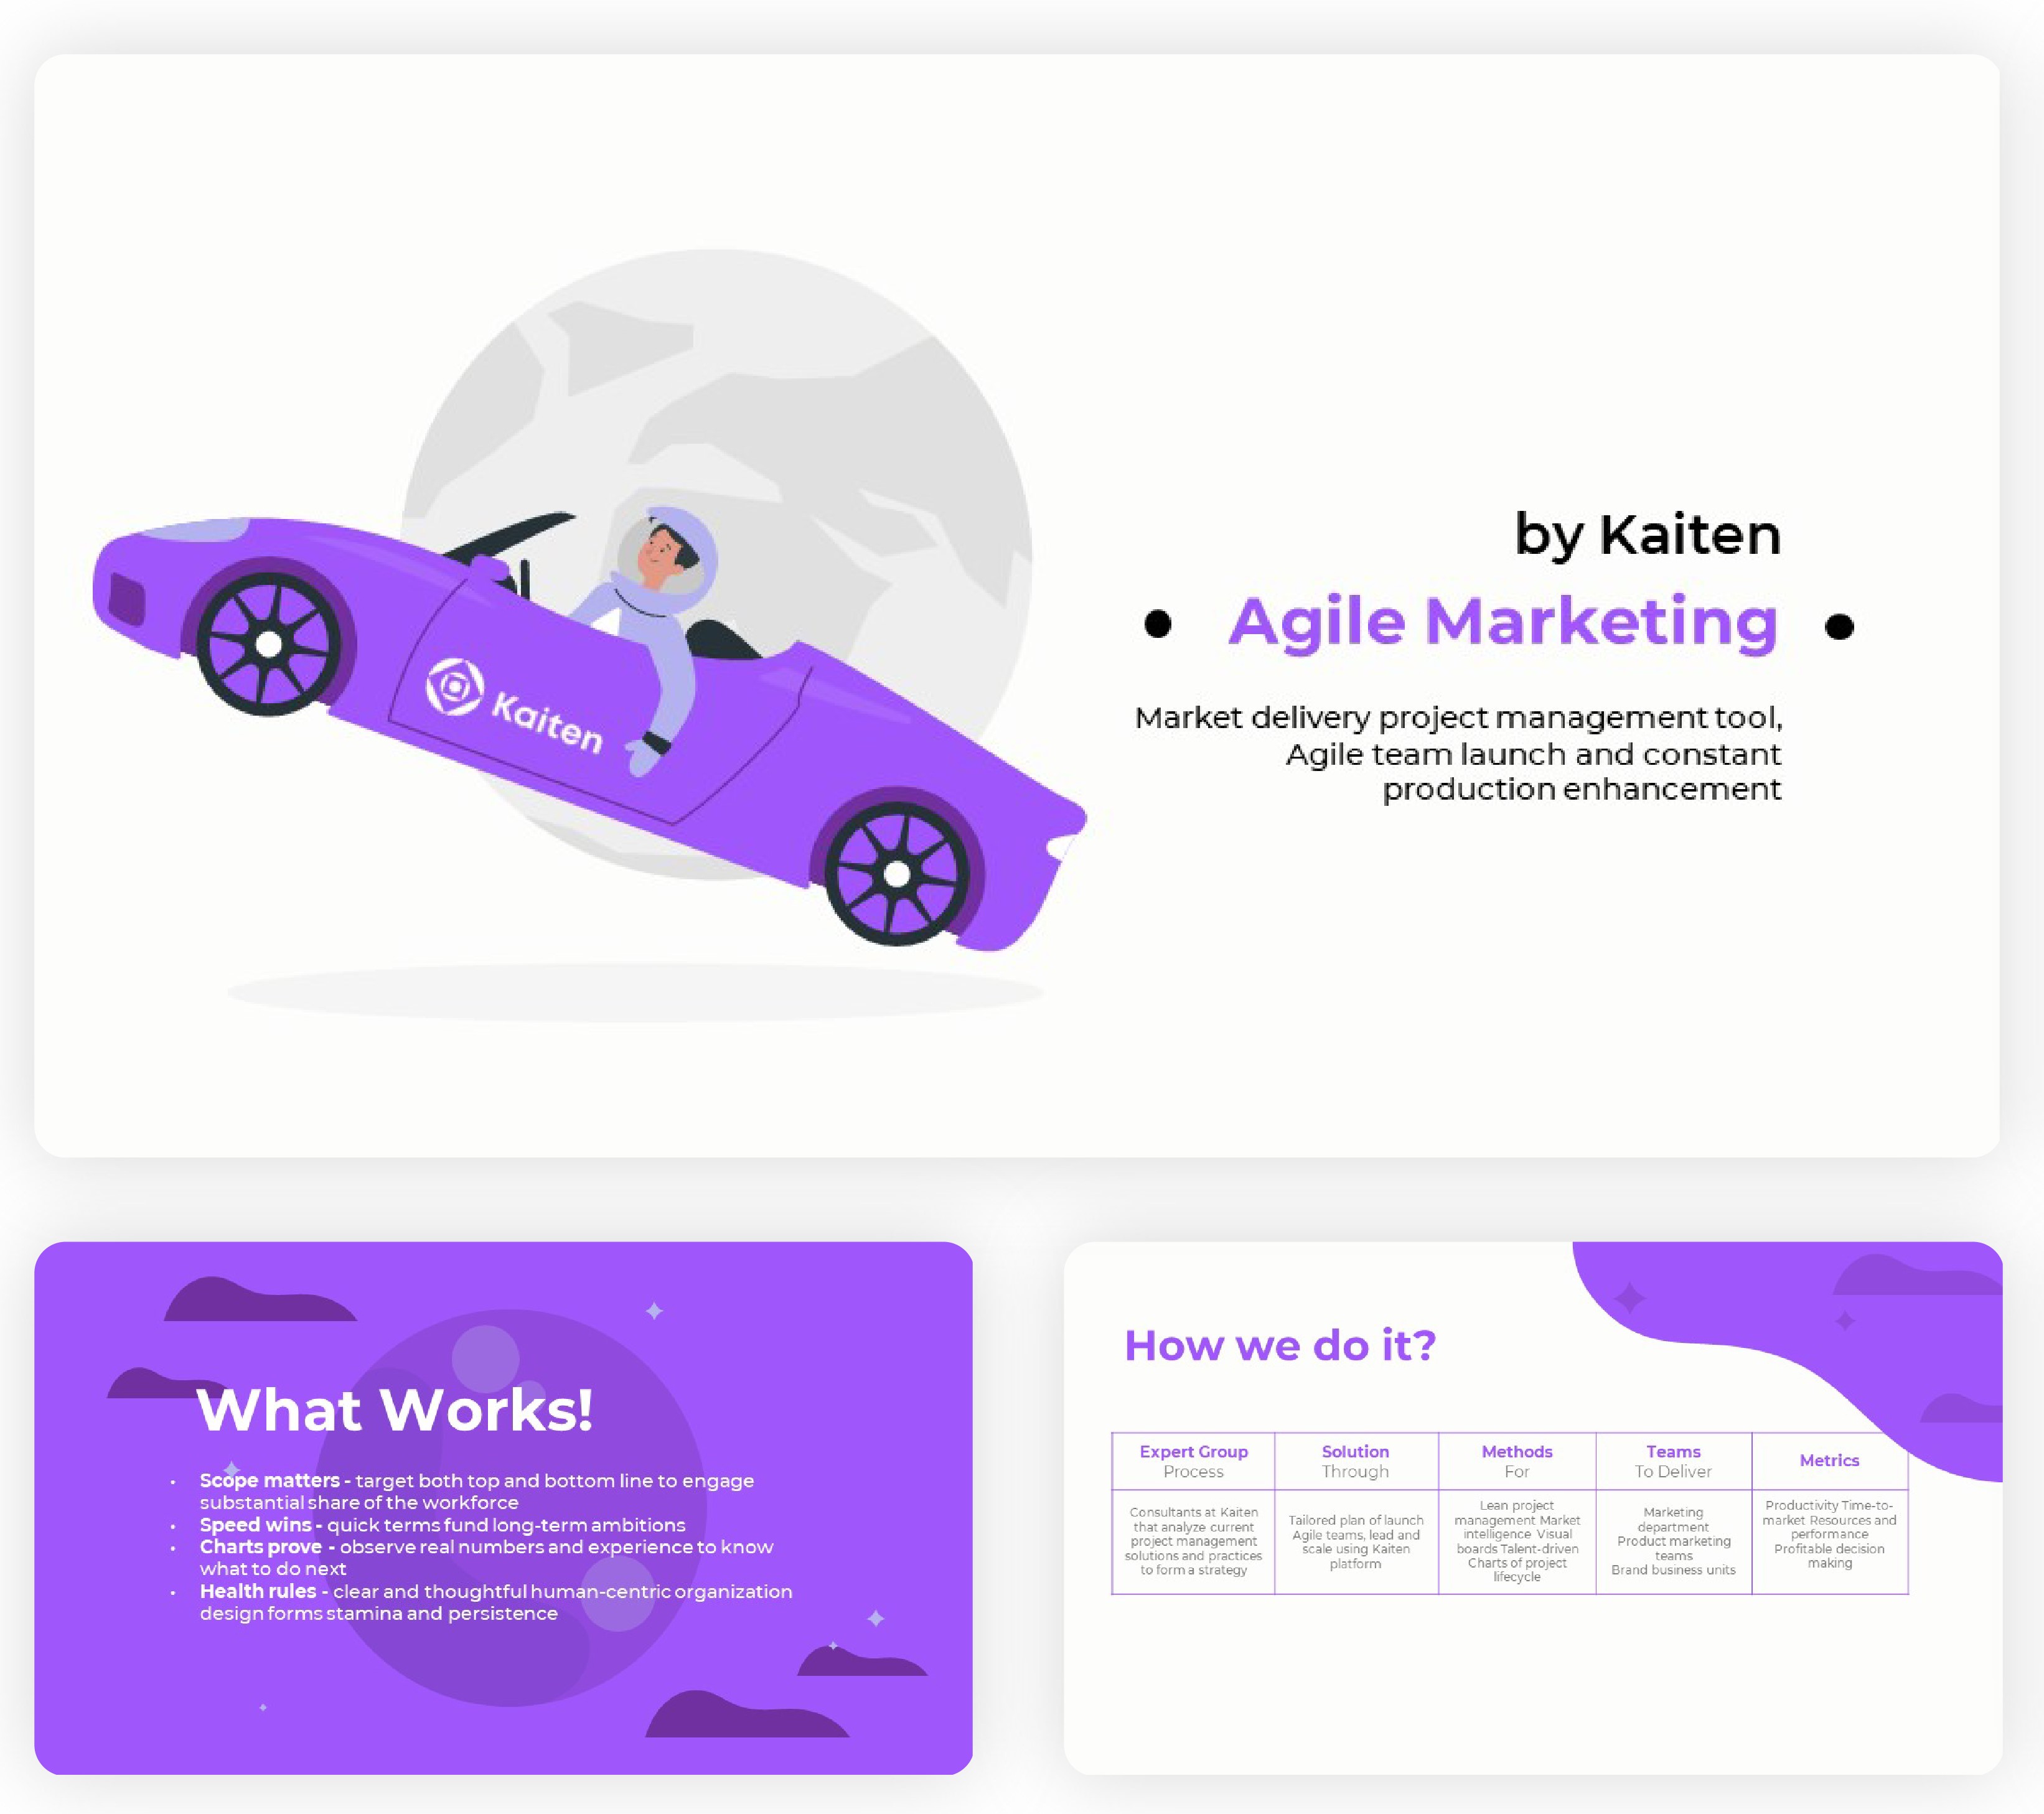 Kaiten
by Kaiten
• Agile Marketing •
Market delivery project management tool,
Agile team launch and constant
production enhancement
What Works!
• Scope matters - target both top and bottom line to engage
substantial share of the workforce
• Speed wins - quick terms fund long-term ambitions
• Charts prove - observe real numbers and experience to know
what to do next
• Health rules - clear and thoughtful human-centric organization
design forms stamina and persistence
How we do it?
Expert Group
Process
Solution
Through
Methods
For
Teams
To Deliver
Metrics
Consultants at Kaiten
that analyze current
project management
solutions and practices
to form a strategy
Tailored plan of launch
Agile teams, lead and
scale using Kaiten
platform
Lean project
management Market
intelligence Visual
boards Talent-driven
Charts of project
lifecycle
Marketing
department
Product marketing
teams
Brand business units
Productivity Time-to-
market Resources and
performance
Profitable decision
making